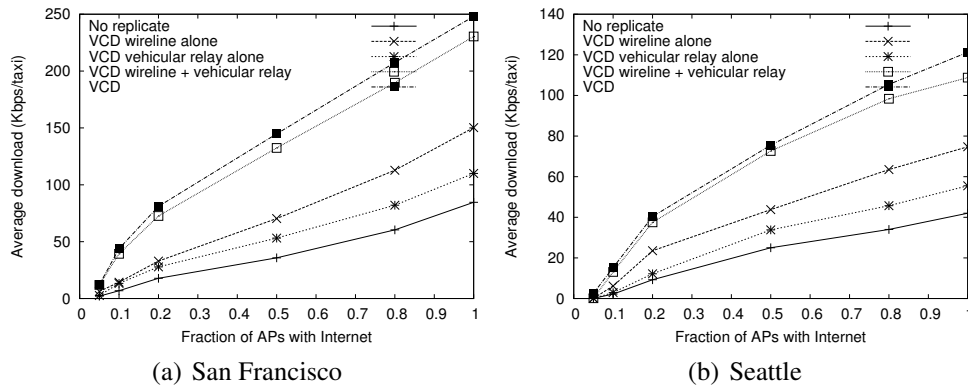 Average download (Kbps/taxi)
250
200
150
100
50
0
No replicate
VCD wireline alone
VCD vehicular relay alone
VCD wireline + vehicular relay
VCD
0 0.1 0.2 0.3 0.4 0.5 0.6 0.7 0.8 0.9 1
Fraction of APs with Internet
(a) San Francisco
Average download (Kbps/taxi)
140
120
100
80
60
40
20
0
No replicate
VCD wireline alone
VCD vehicular relay alone
VCD wireline + vehicular relay
VCD
0 0.1 0.2 0.3 0.4 0.5 0.6 0.7 0.8 0.9 1
Fraction of APs with Internet
(b) Seattle